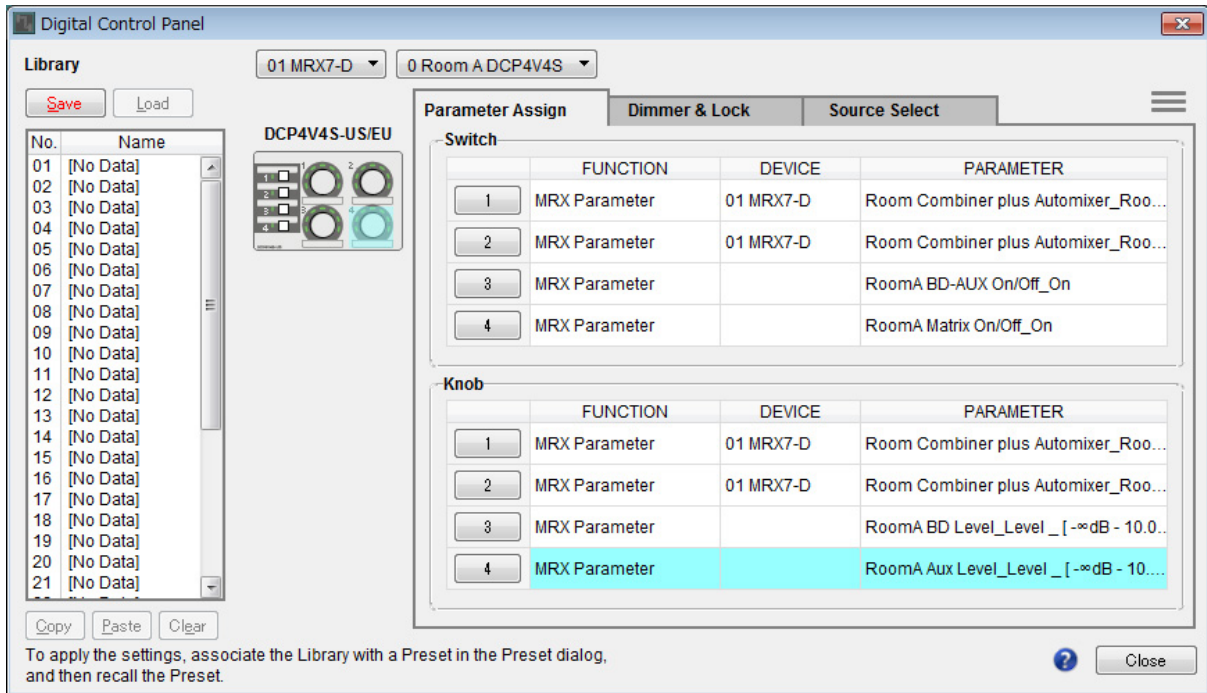 Digital Control Panel
Library
01 MRX7-D
0 Room A DCP4V4S
Save
Load
No. Name
01 [No Data]
02 [No Data]
03 [No Data]
04 [No Data]
05 [No Data]
06 [No Data]
07 [No Data]
08 [No Data]
09 [No Data]
10 [No Data]
11 [No Data]
12 [No Data]
13 [No Data]
14 [No Data]
15 [No Data]
16 [No Data]
17 [No Data]
18 [No Data]
19 [No Data]
20 [No Data]
21 [No Data]
Copy
Paste
Clear
DCP4V4S-US/EU
1
2
3
4
1
2
3
4
Parameter Assign
Dimmer & Lock
Source Select
Switch
FUNCTION DEVICE PARAMETER
1 MRX Parameter 01 MRX7-D Room Combiner plus Automixer_Roo...
2 MRX Parameter 01 MRX7-D Room Combiner plus Automixer_Roo...
3 MRX Parameter RoomA BD-AUX On/Off_On
4 MRX Parameter RoomA Matrix On/Off_On
Knob
FUNCTION DEVICE PARAMETER
1 MRX Parameter 01 MRX7-D Room Combiner plus Automixer_Roo...
2 MRX Parameter 01 MRX7-D Room Combiner plus Automixer_Roo...
3 MRX Parameter RoomA BD Level_Level _ [ -∞dB - 10.0..
4 MRX Parameter RoomA Aux Level_Level _ [ -∞dB - 10....
To apply the settings, associate the Library with a Preset in the Preset dialog,
and then recall the Preset.
?
Close